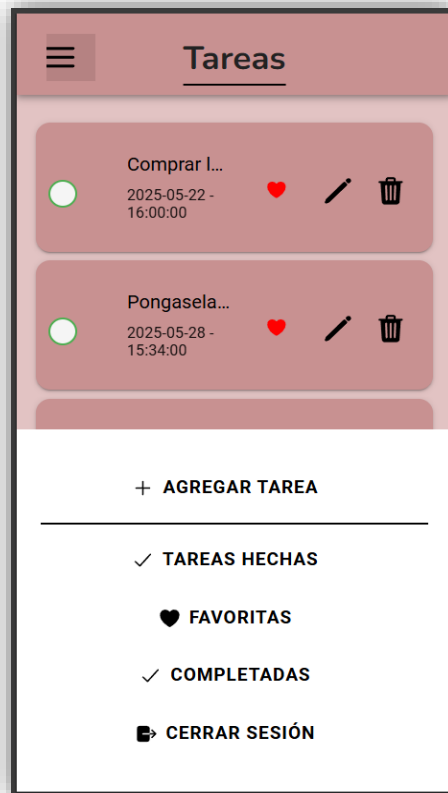 Tareas
Comprar l...
2025-05-22 -
16:00:00
Pongasela...
2025-05-28 -
15:34:00
AGREGAR TAREA
TAREAS HECHAS
FAVORITAS
COMPLETADAS
CERRAR SESIÓN